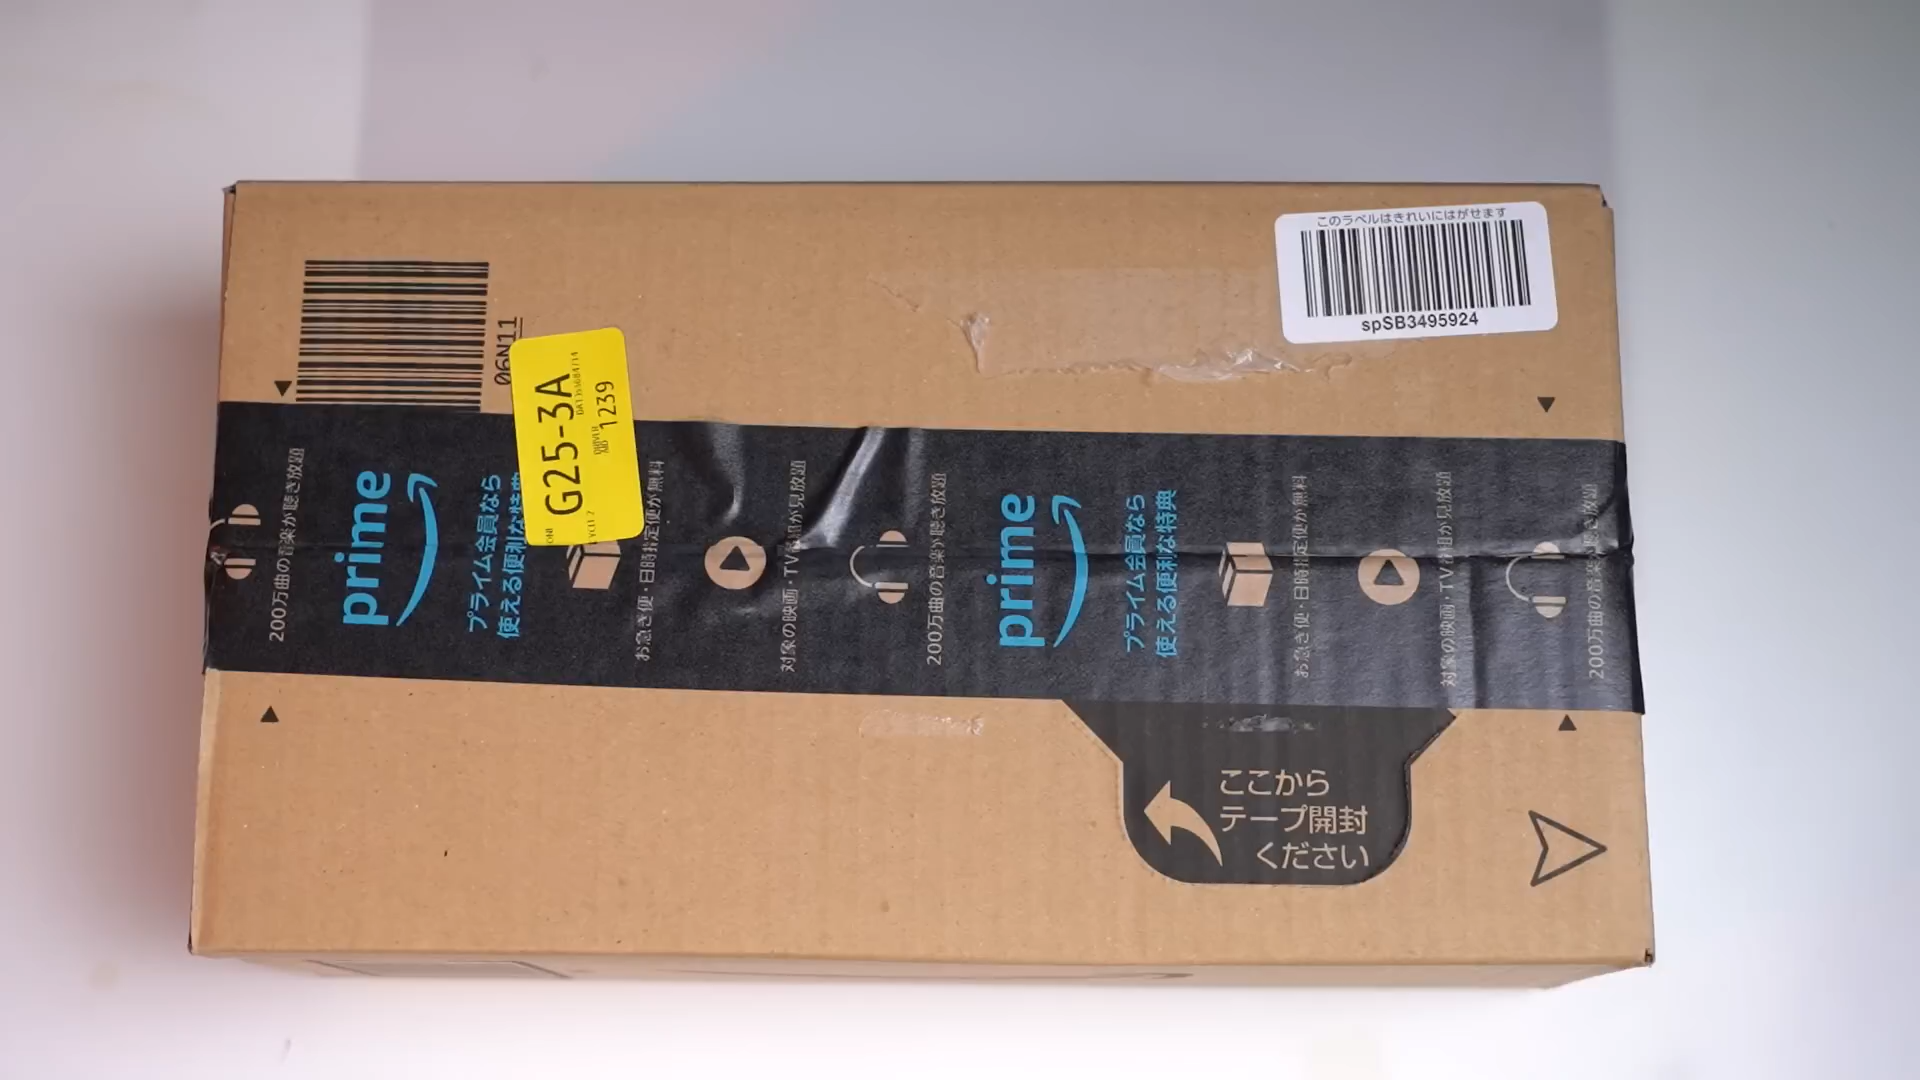 このラベルはきれいにはがせます
spSB3495924
06N11
G25-3A
1239
200万曲の音楽が聴き放題
prime
プライム会員なら
使える便利な特典
お急ぎ便・日時指定便が無料
対象の映画・TV番組が見放題
200万曲の音楽が聴き放題
prime
プライム会員なら
使える便利な特典
お急ぎ便・日時指定便が無料
対象の映画・TV番組が見放題
200万曲の音楽が聴き放題
ここから
テープ開封
ください